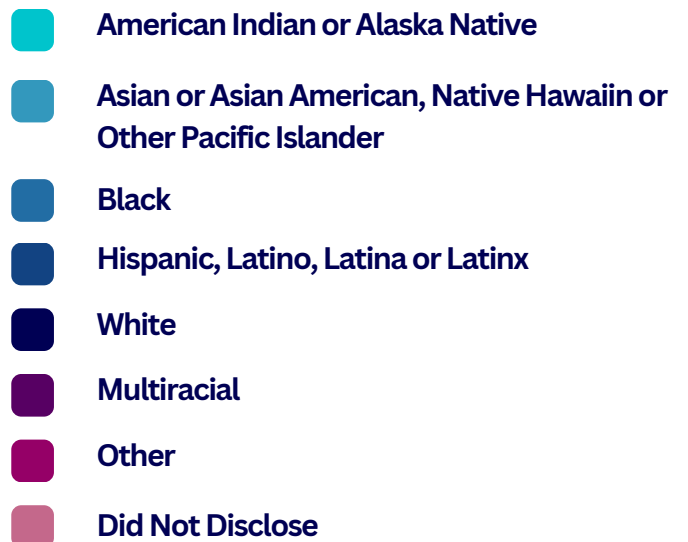 American Indian or Alaska Native
Asian or Asian American, Native Hawaiin or
Other Pacific Islander
Black
Hispanic, Latino, Latina or Latinx
White
Multiracial
Other
Did Not Disclose